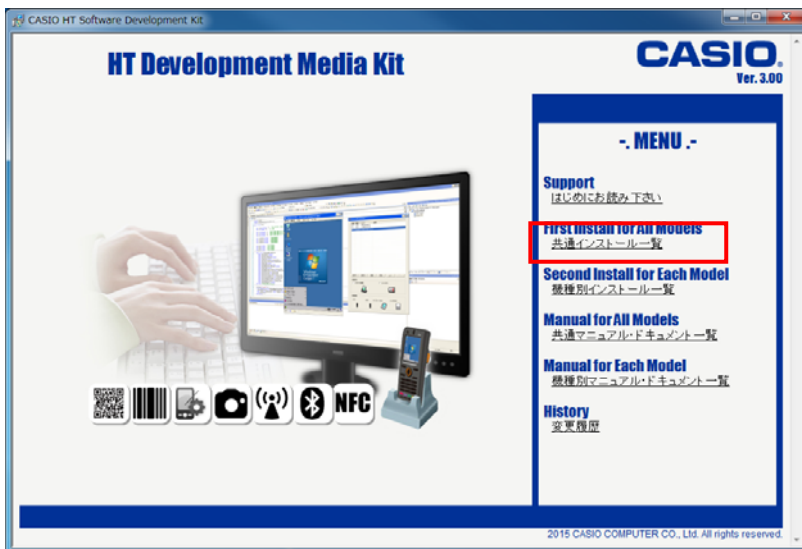 CASIO HT Software Development Kit
HT Development Media Kit
CASIO.
Ver. 3.00
-. MENU .-
Support
はじめにお読み下さい
First Install for All Models
共通インストール一覧
Second Install for Each Model
機種別インストール一覧
Manual for All Models
共通マニュアル・ドキュメント一覧
Manual for Each Model
機種別マニュアル・ドキュメント一覧
History
変更履歴
NFC
2015 CASIO COMPUTER CO., Ltd. All rights reserved.